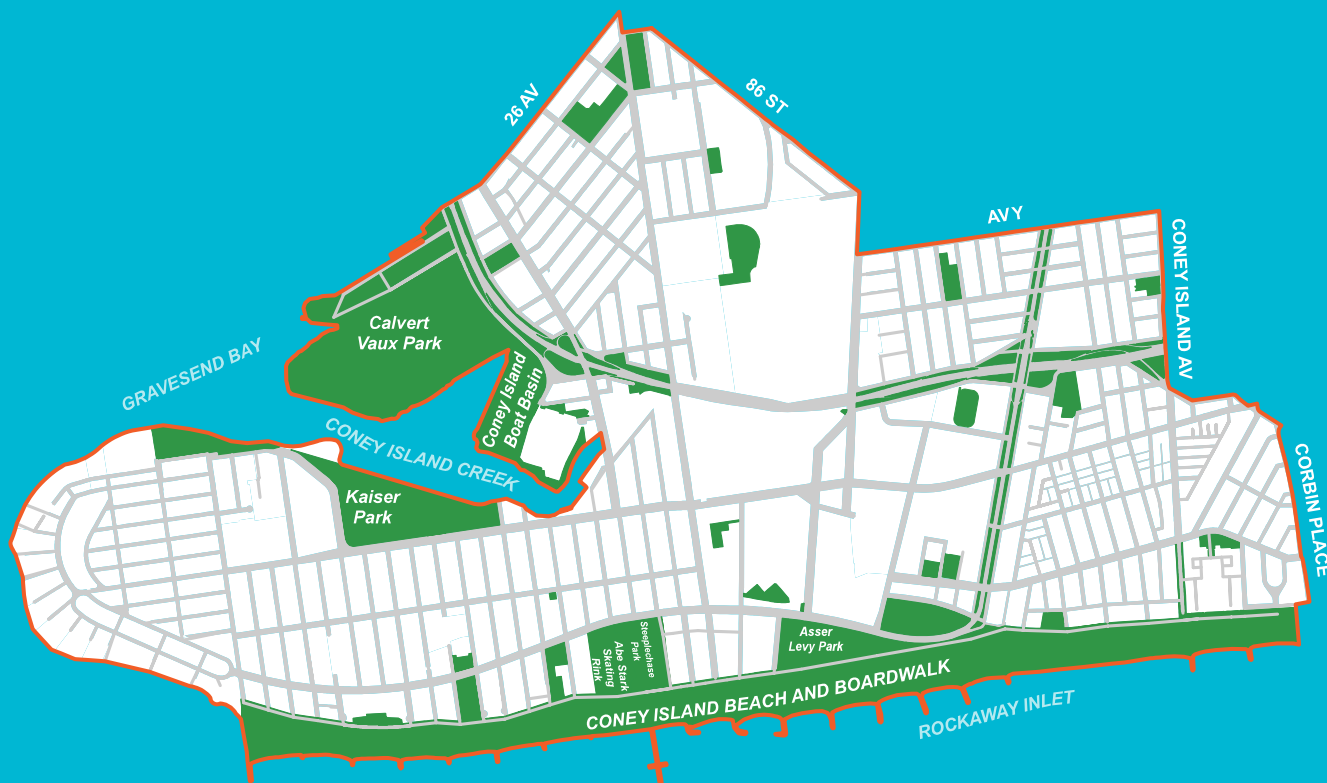 26 AV
86 ST
AVY
CONEY ISLAND AV
CORBIN PLACE
GRAVESEND BAY
Calvert
Vaux Park
Coney Island
Boat Basin
CONEY ISLAND CREEK
Kaiser
Park
Steeplechase
Park
Abe Stark
Skating
Rink
Asser
Levy Park
CONEY ISLAND BEACH AND BOARDWALK
ROCKAWAY INLET